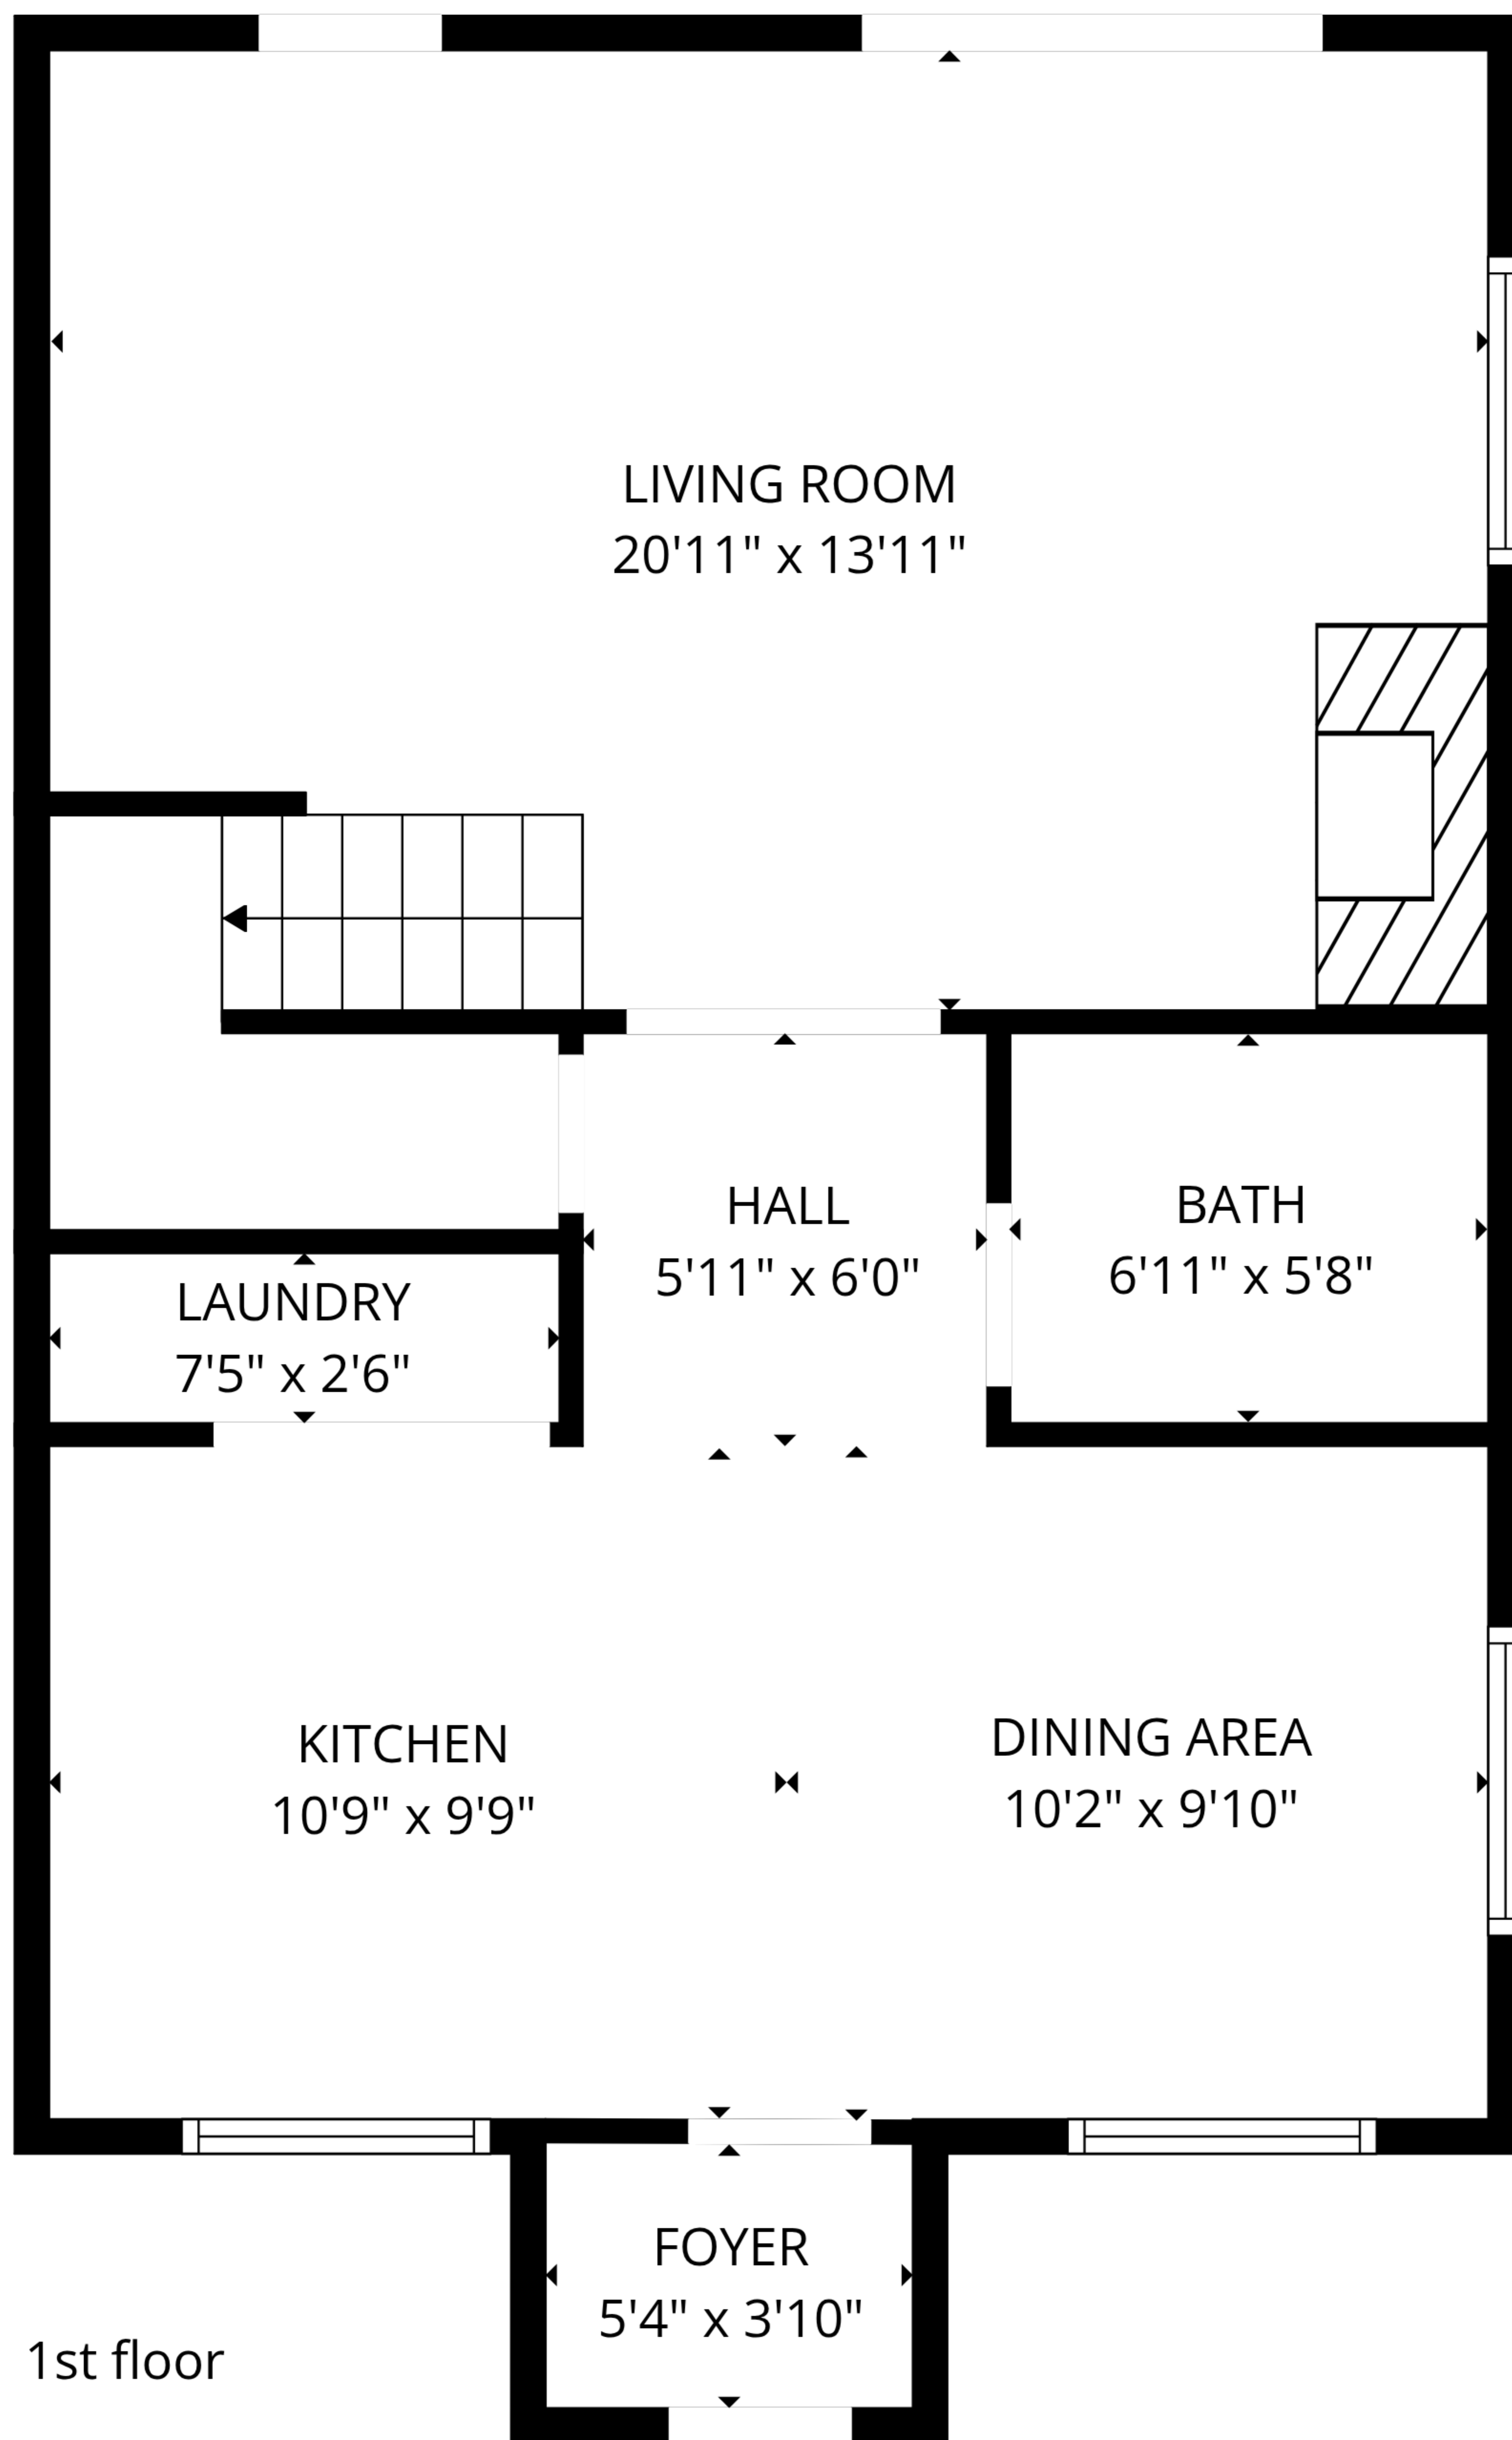 LIVING ROOM
20'11" x 13'11"
HALL
5'11" x 6'0"
BATH
6'11" x 5'8"
LAUNDRY
7'5" x 2'6"
KITCHEN
10'9" x 9'9"
DINING AREA
10'2" x 9'10"
FOYER
5'4" x 3'10"
1st floor